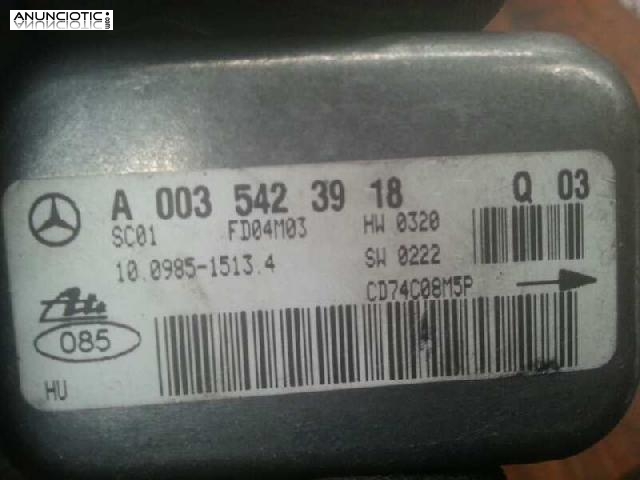 ANUNCIOTIC.es
A 003 542 39 18 Q 03
SC01 FD04M03 HW 0320
10.0985-1513.4 SW 0222
CD74C08M5P
Ate
085
HU